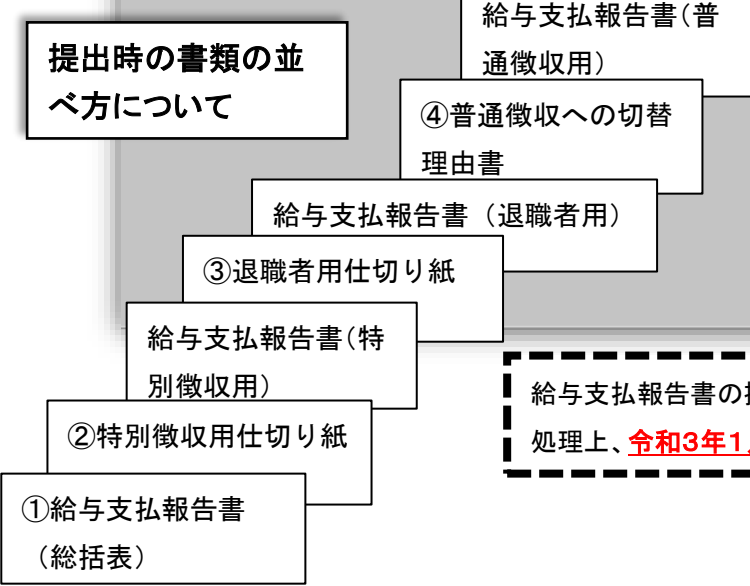 提出時の書類の並
べ方について
給与支払報告書(普
通徴収用)
④普通徴収への切替
理由書
給与支払報告書（退職者用）
③退職者用仕切り紙
給与支払報告書(特
別徴収用)
②特別徴収用仕切り紙
①給与支払報告書
（総括表）
給与支払報告書の
処理上、令和3年1